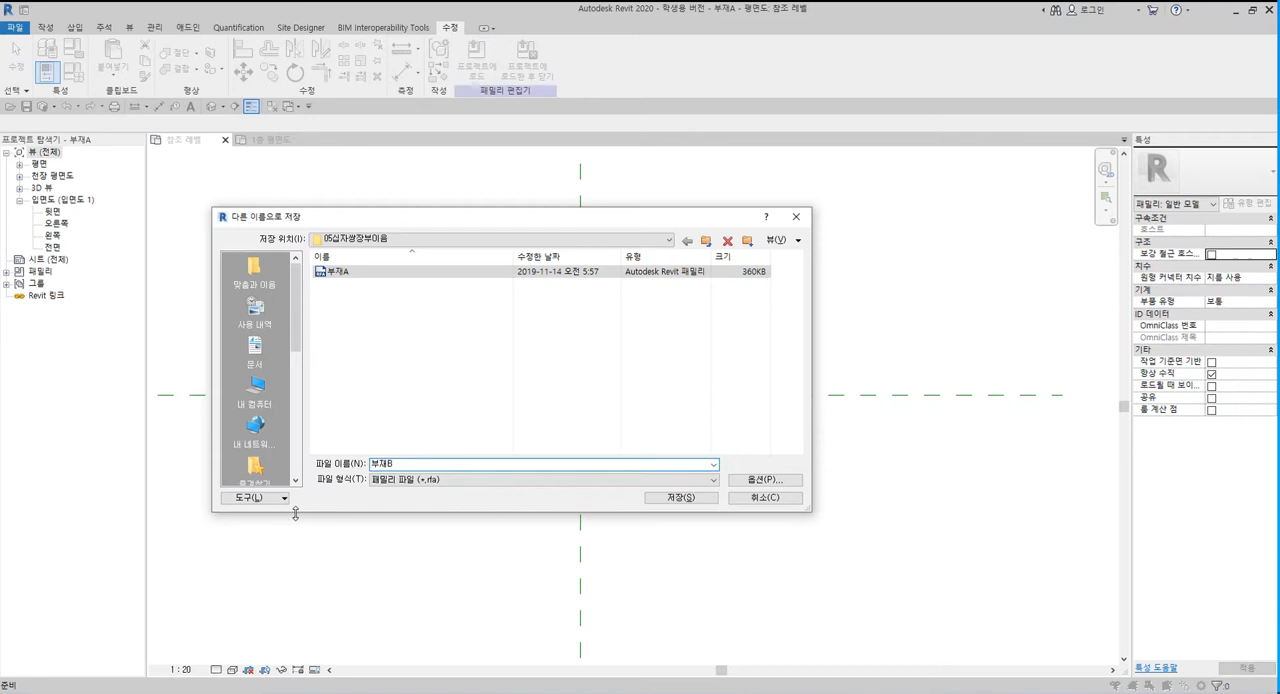 Autodesk Revit 2020 - 학생용 버전 - 부재A - 평면도: 참조 레벨
로그인
파일 작성 삽입 주석 뷰 관리 애드인 Quantification Site Designer BIM Interoperability Tools 수정
수정
붙여넣기
절단
결합
프로젝트에 로드
프로젝트에 로드한 후 닫기
선택 특성 클립보드 형상 수정 측정 작성 패밀리 편집기
프로젝트 탐색기 - 부재A
뷰 (전체)
평면
천장 평면도
3D 뷰
입면도 (입면도 1)
뒷면
오른쪽
왼쪽
전면
시트 (전체)
패밀리
그룹
Revit 링크
참조 레벨
1층 평면도
다른 이름으로 저장
저장 위치(I): 05십자쌍장부이음
뷰(V)
이름 수정한 날짜 유형 크기
부재A 2019-11-14 오전 5:57 Autodesk Revit 패밀리 360KB
맞춤과 이음
사용 내역
문서
내 컴퓨터
내 네트워...
즐겨찾기
파일 이름(N): 부재B
파일 형식(T): 패밀리 파일 (*.rfa)
옵션(P)...
도구(L)
저장(S)
취소(C)
특성
R
패밀리: 일반 모델 유형 편집
구속조건
호스트
구조
보강 철근 호스...
치수
원형 커넥터 치수 지름 사용
기계
부품 유형 보통
ID 데이터
OmniClass 번호
OmniClass 제목
기타
작업 기준면 기반
항상 수직
로드될 때 보이...
공유
룸 계산 점
특성 도움말 적용
1 : 20
준비
:0